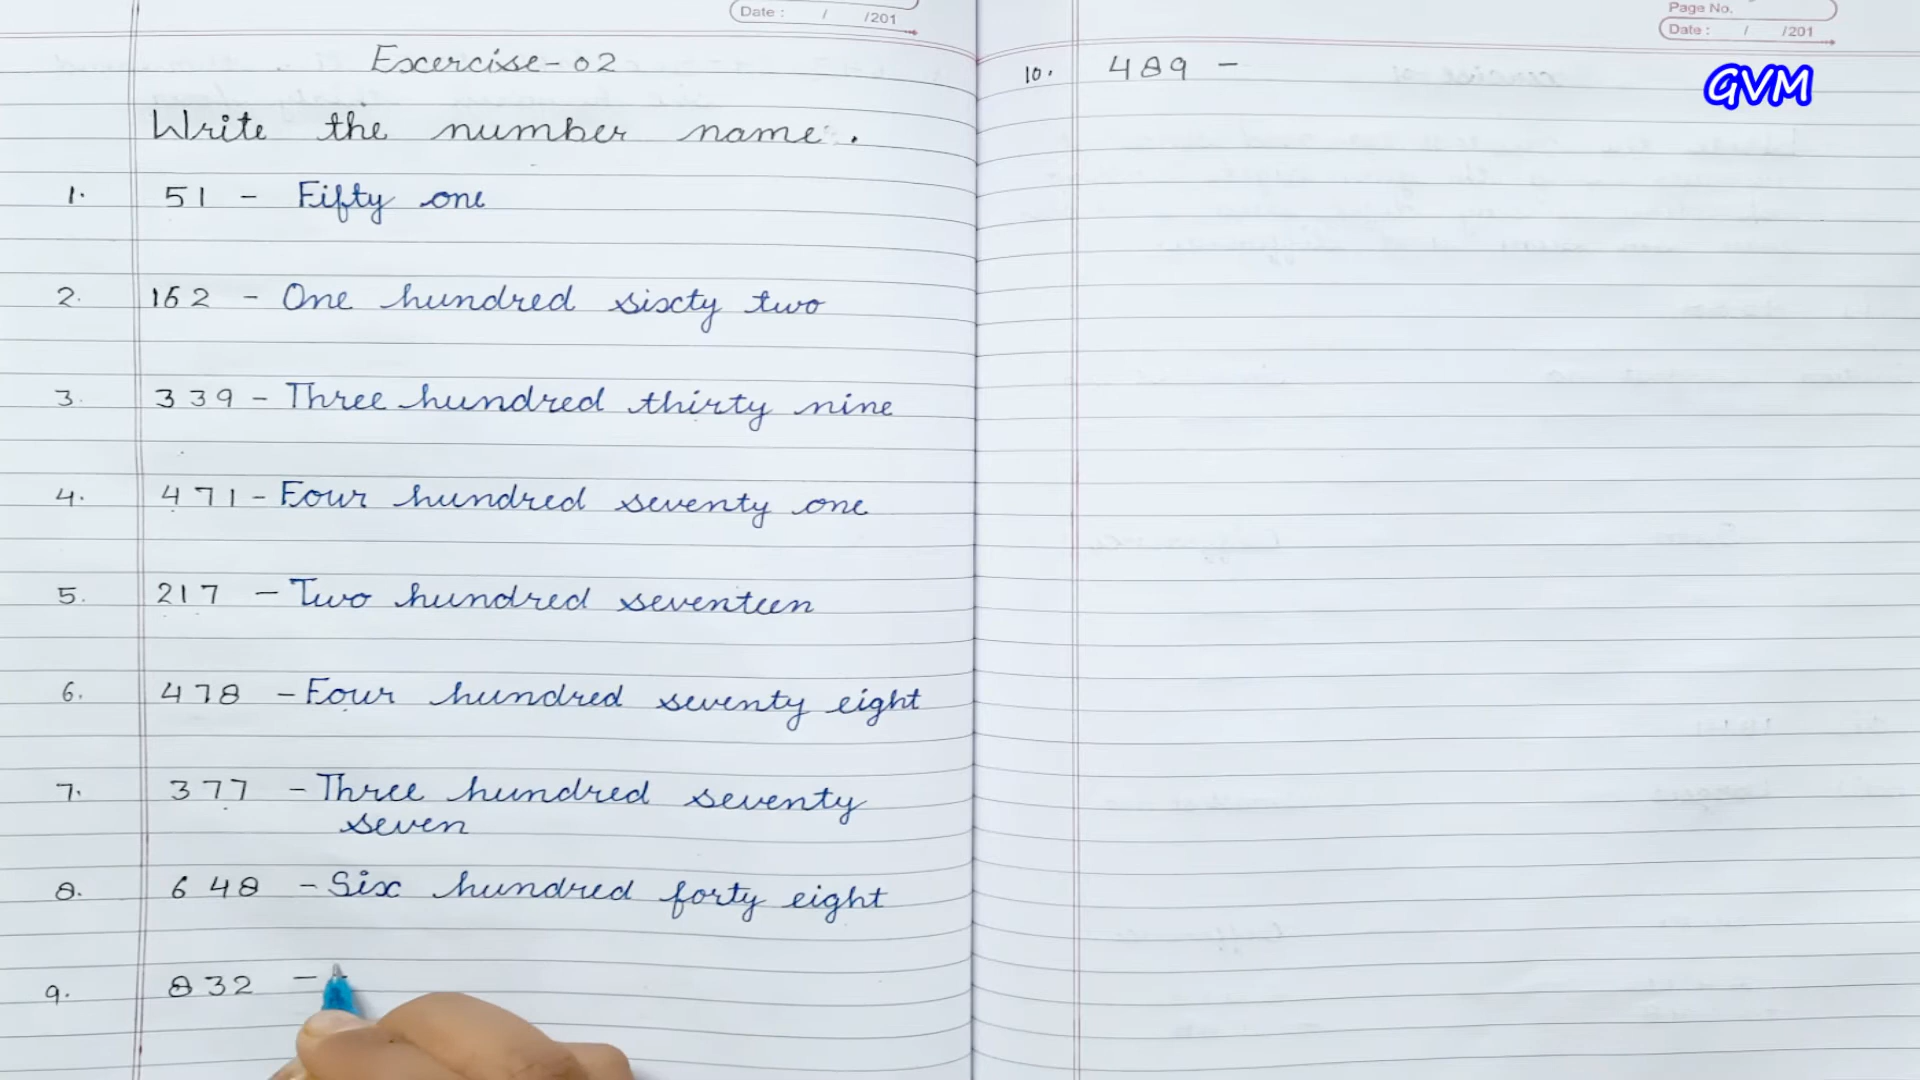 Date : / /201
Excercise-02
Write the number name.
1. 51 - Fifty one
2. 162 - One hundred sixty two
3. 339 - Three hundred thirty nine
4. 471 - Four hundred seventy one
5. 217 - Two hundred seventeen
6. 478 - Four hundred seventy eight
7. 377 - Three hundred seventy
seven
8. 648 - Six hundred forty eight
9. 832 -
Page No.
Date : / /201
10. 489 -
GVM